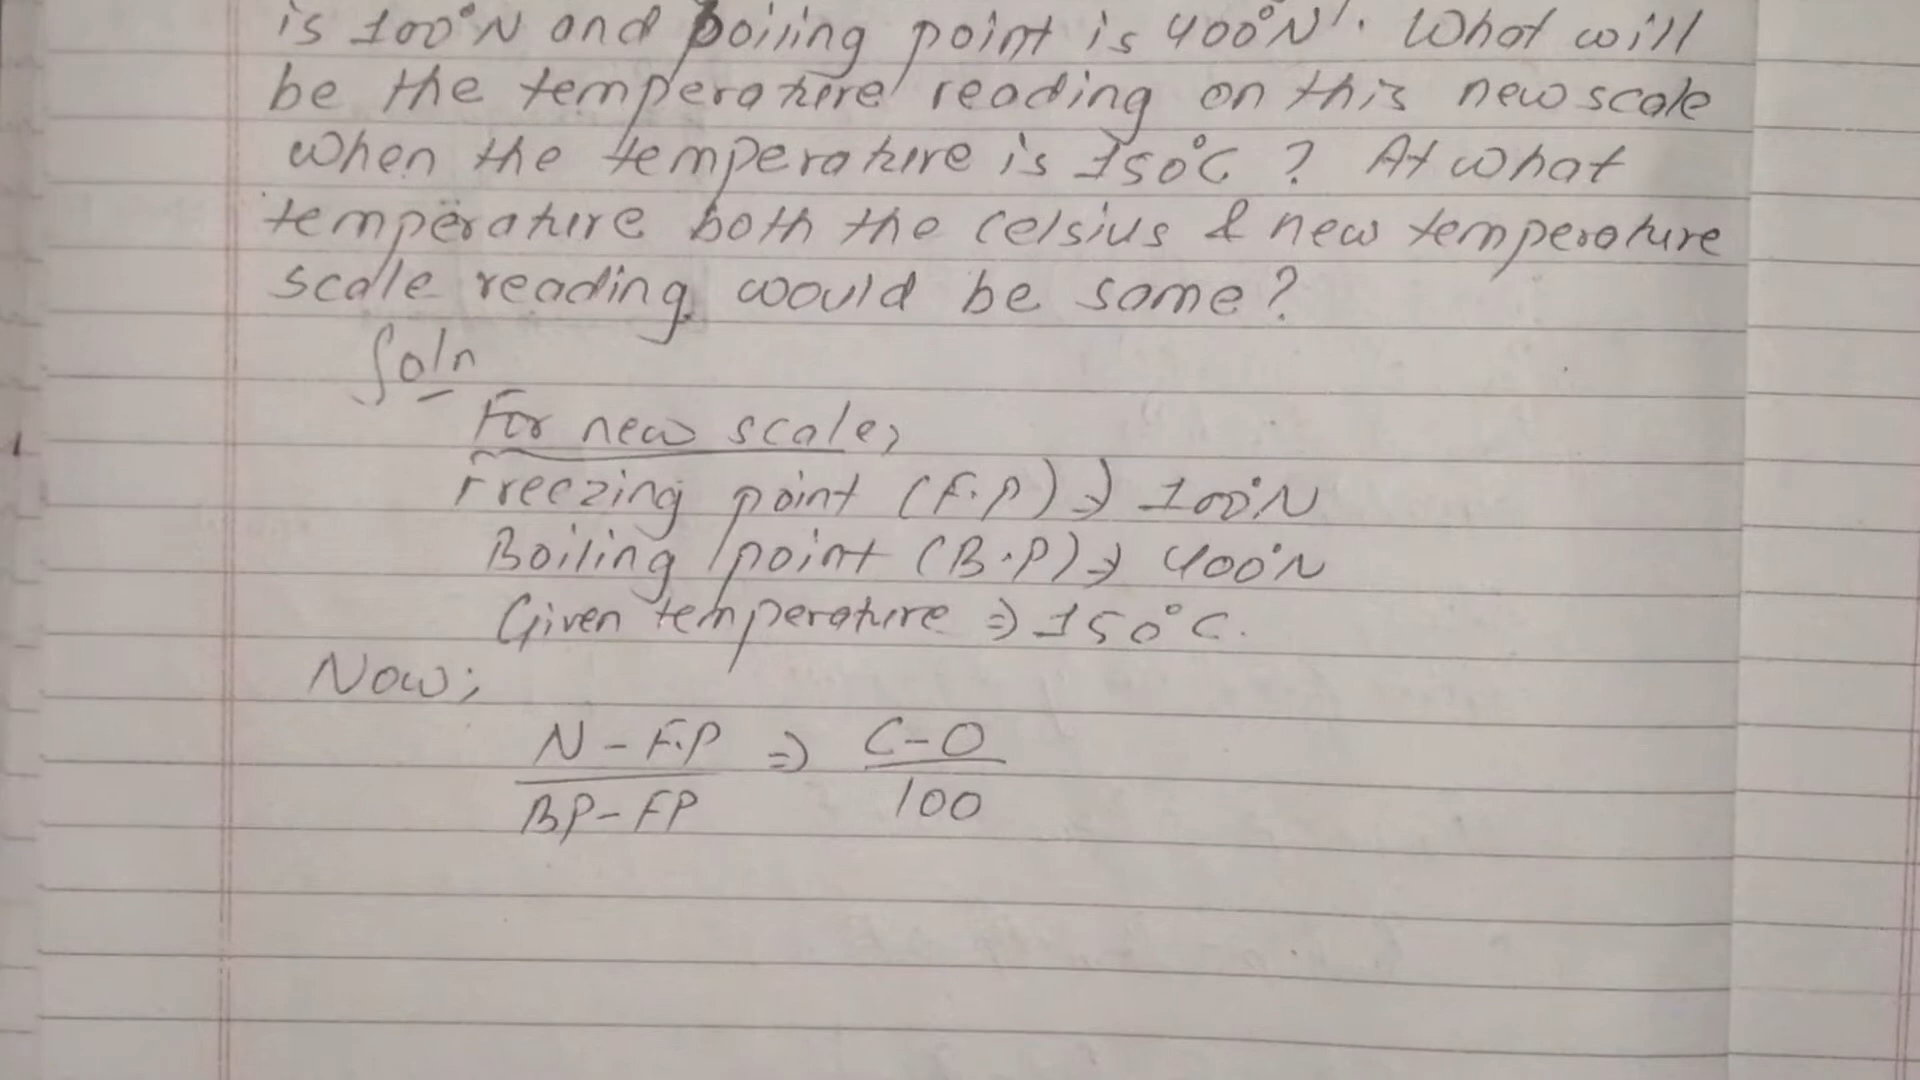 is 100°N and boiling point is 400°N'. What will
be the temperature reading on this new scale
when the temperature is 150°C ? At what
temperature both the celsius & new temperature
scale reading would be same?
Soln
For new scale,
Freezing point (F.P) ⇒ 100°N
Boiling point (B.P) ⇒ 400°N
Given temperature ⇒ 150°C.
Now;
N - F.P ⇒ C-0
BP-FP 100